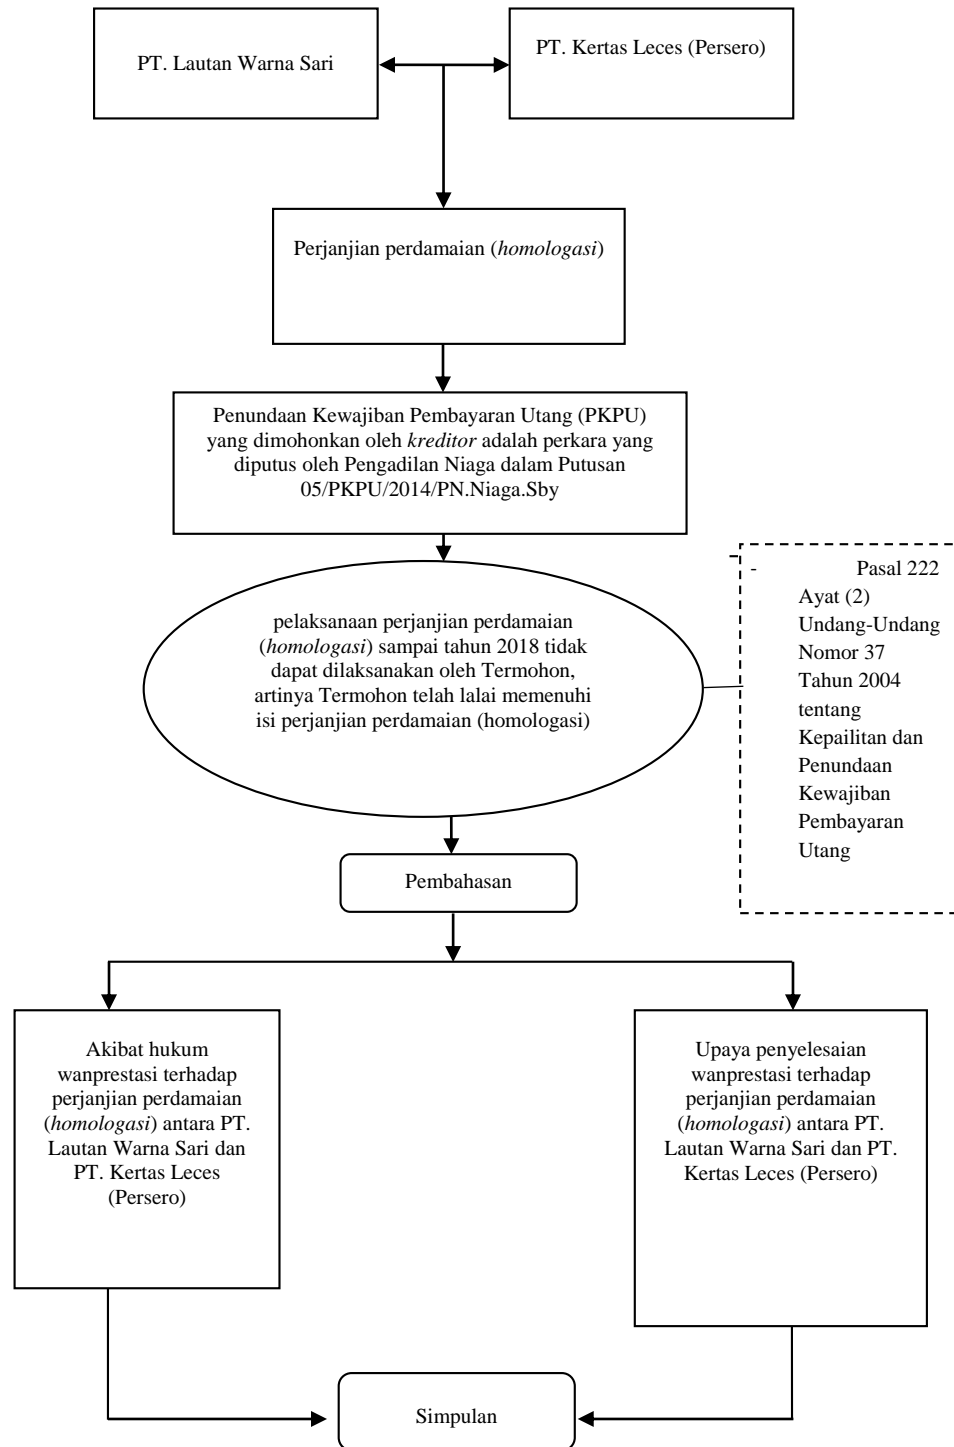 PT. Lautan Warna Sari
PT. Kertas Leces (Persero)
Perjanjian perdamaian (homologasi)
Penundaan Kewajiban Pembayaran Utang (PKPU)
yang dimohonkan oleh kreditor adalah perkara yang
diputus oleh Pengadilan Niaga dalam Putusan
05/PKPU/2014/PN.Niaga.Sby
pelaksanaan perjanjian perdamaian
(homologasi) sampai tahun 2018 tidak
dapat dilaksanakan oleh Termohon,
artinya Termohon telah lalai memenuhi
isi perjanjian perdamaian (homologasi)
- Pasal 222
Ayat (2)
Undang-Undang
Nomor 37
Tahun 2004
tentang
Kepailitan dan
Penundaan
Kewajiban
Pembayaran
Utang
Pembahasan
Akibat hukum
wanprestasi terhadap
perjanjian perdamaian
(homologasi) antara PT.
Lautan Warna Sari dan
PT. Kertas Leces
(Persero)
Upaya penyelesaian
wanprestasi terhadap
perjanjian perdamaian
(homologasi) antara PT.
Lautan Warna Sari dan PT.
Kertas Leces (Persero)
Simpulan